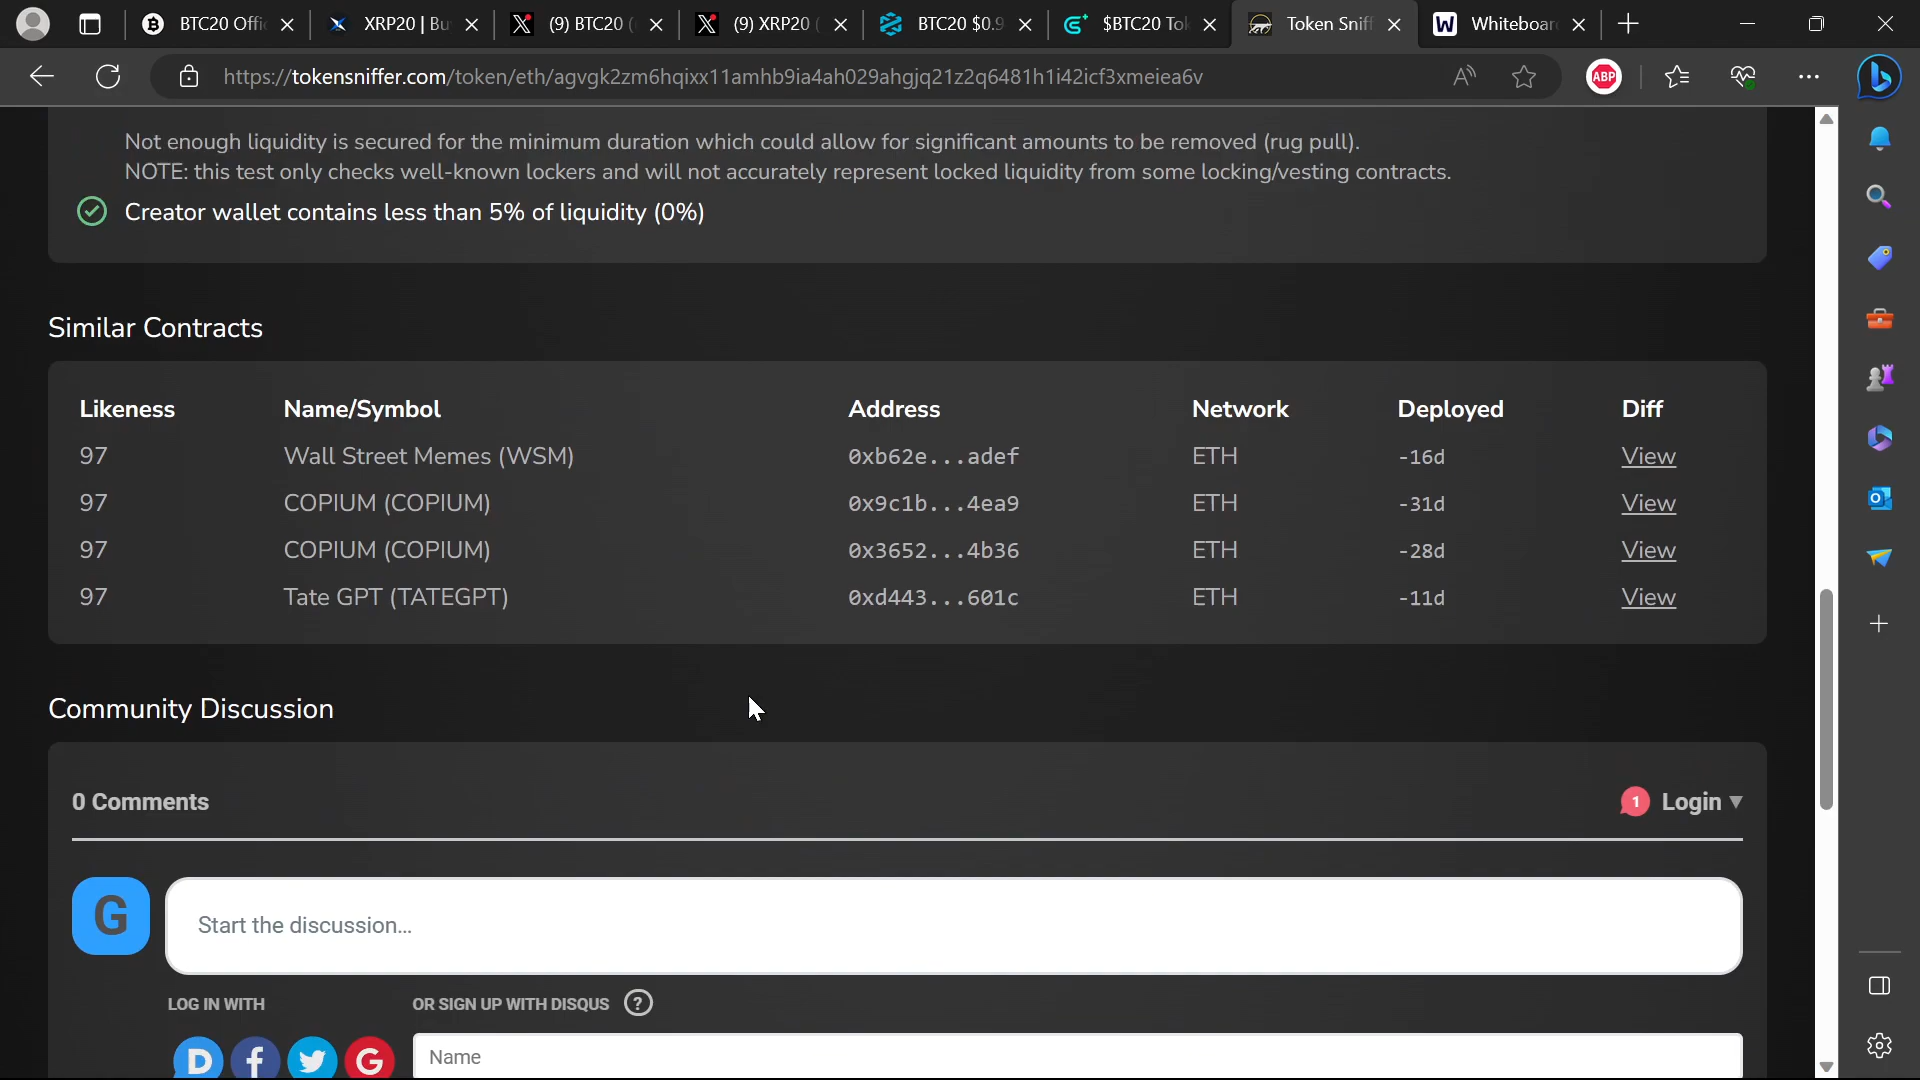 BTC20 Offic
XRP20 | Bu
(9) BTC20 (
(9) XRP20 (
BTC20 $0.9
$BTC20 Tok
Token Sniff
Whiteboar
https://tokensniffer.com/token/eth/agvgk2zm6hqixx11amhb9ia4ah029ahgjq21z2q6481h1i42icf3xmeiea6v
ABP
Not enough liquidity is secured for the minimum duration which could allow for significant amounts to be removed (rug pull).
NOTE: this test only checks well-known lockers and will not accurately represent locked liquidity from some locking/vesting contracts.
Creator wallet contains less than 5% of liquidity (0%)
Similar Contracts
Likeness Name/Symbol Address Network Deployed Diff
97 Wall Street Memes (WSM) 0xb62e...adef ETH -16d View
97 COPIUM (COPIUM) 0x9c1b...4ea9 ETH -31d View
97 COPIUM (COPIUM) 0x3652...4b36 ETH -28d View
97 Tate GPT (TATEGPT) 0xd443...601c ETH -11d View
Community Discussion
0 Comments
1 Login
G
Start the discussion...
LOG IN WITH
OR SIGN UP WITH DISQUS ?
Name